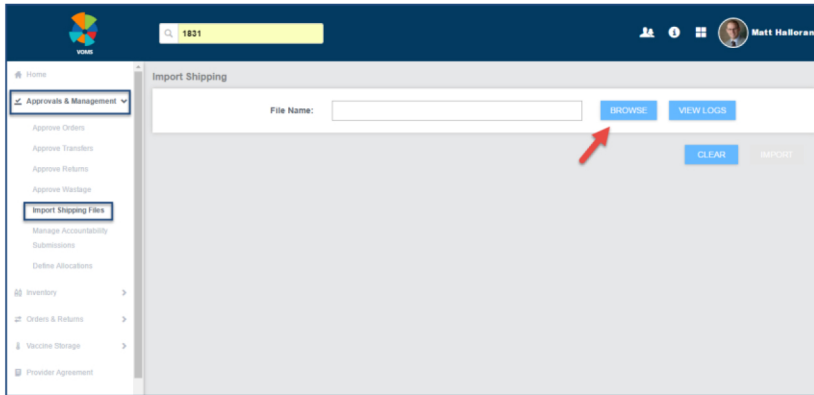 VOMS
1831
Matt Halloran
Home
Import Shipping
Approvals & Management
File Name:
BROWSE
VIEW LOGS
Approve Orders
Approve Transfers
CLEAR
IMPORT
Approve Returns
Approve Wastage
Import Shipping Files
Manage Accountability
Submissions
Define Allocations
Inventory
Orders & Returns
Vaccine Storage
Provider Agreement